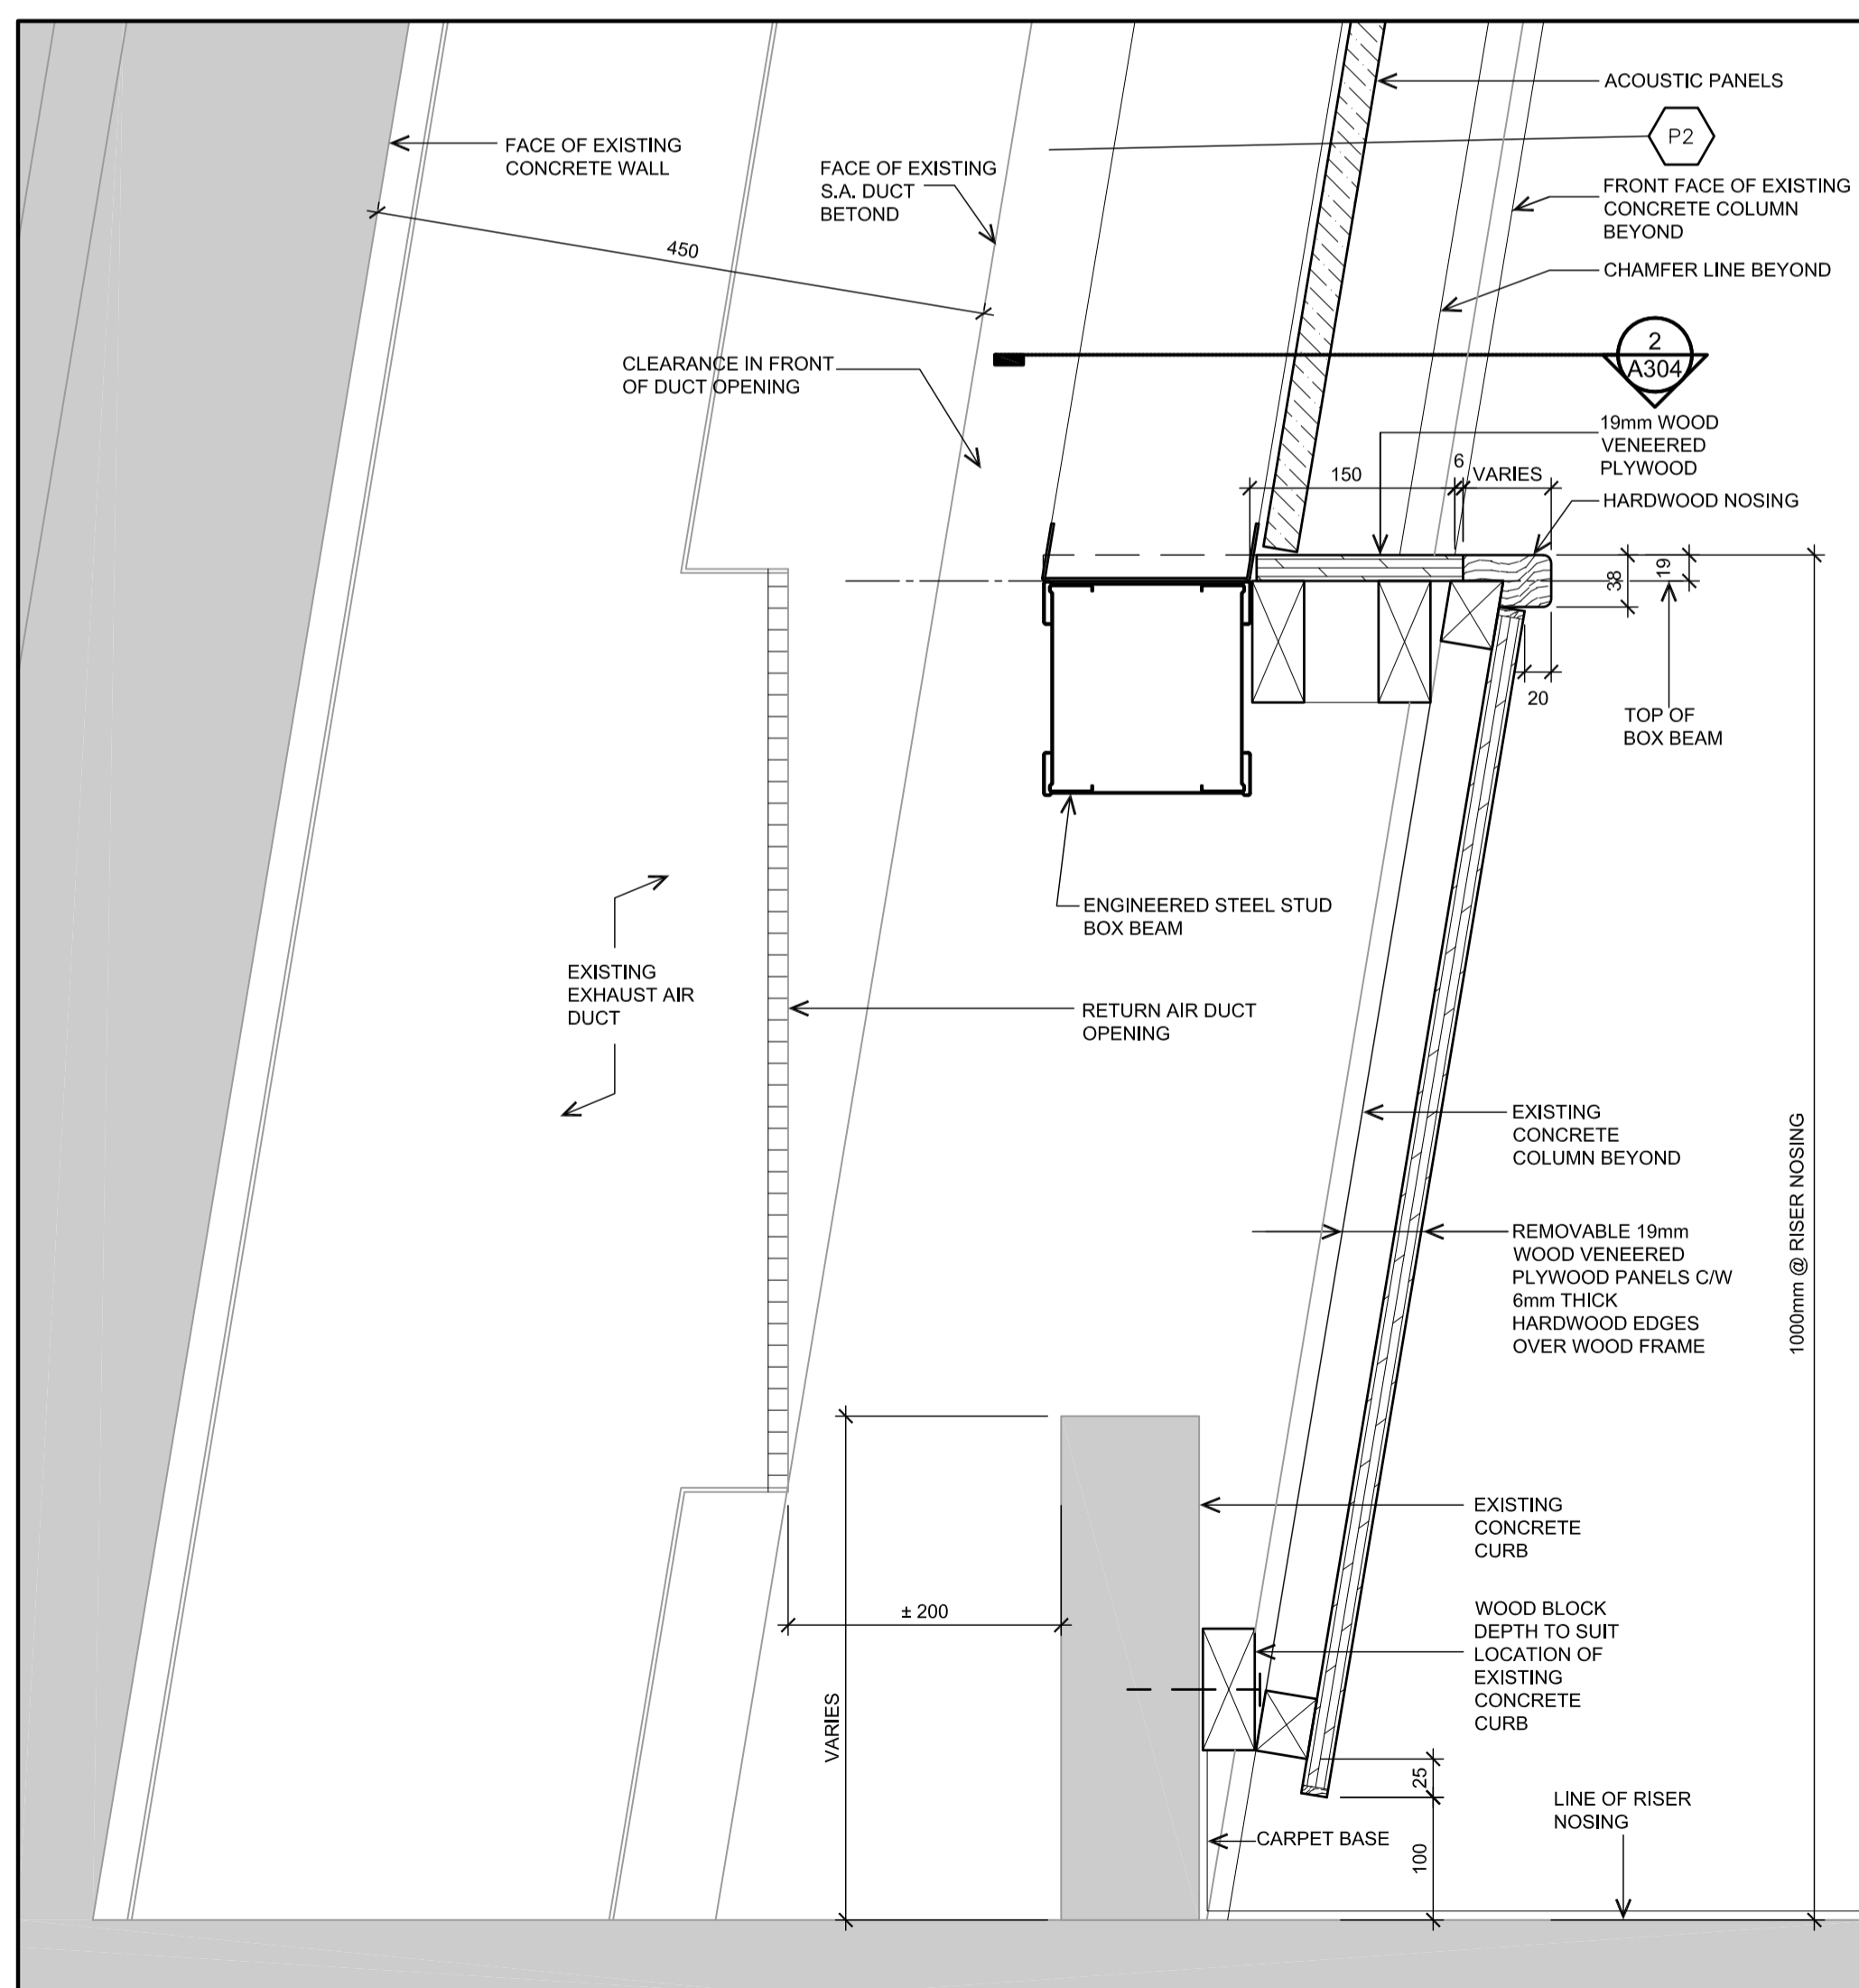 ACOUSTIC PANELS
P2
FACE OF EXISTING
CONCRETE WALL
FACE OF EXISTING
S.A. DUCT
BETOND
FRONT FACE OF EXISTING
CONCRETE COLUMN
BEYOND
450
CHAMFER LINE BEYOND
2
A304
CLEARANCE IN FRONT
OF DUCT OPENING
19mm WOOD
VENEERED
PLYWOOD
150
6
VARIES
HARDWOOD NOSING
38
19
20
TOP OF
BOX BEAM
ENGINEERED STEEL STUD
BOX BEAM
EXISTING
EXHAUST AIR
DUCT
RETURN AIR DUCT
OPENING
EXISTING
CONCRETE
COLUMN BEYOND
1000mm @ RISER NOSING
REMOVABLE 19mm
WOOD VENEERED
PLYWOOD PANELS C/W
6mm THICK
HARDWOOD EDGES
OVER WOOD FRAME
EXISTING
CONCRETE
CURB
± 200
WOOD BLOCK
DEPTH TO SUIT
LOCATION OF
EXISTING
CONCRETE
CURB
VARIES
25
LINE OF RISER
NOSING
CARPET BASE
100